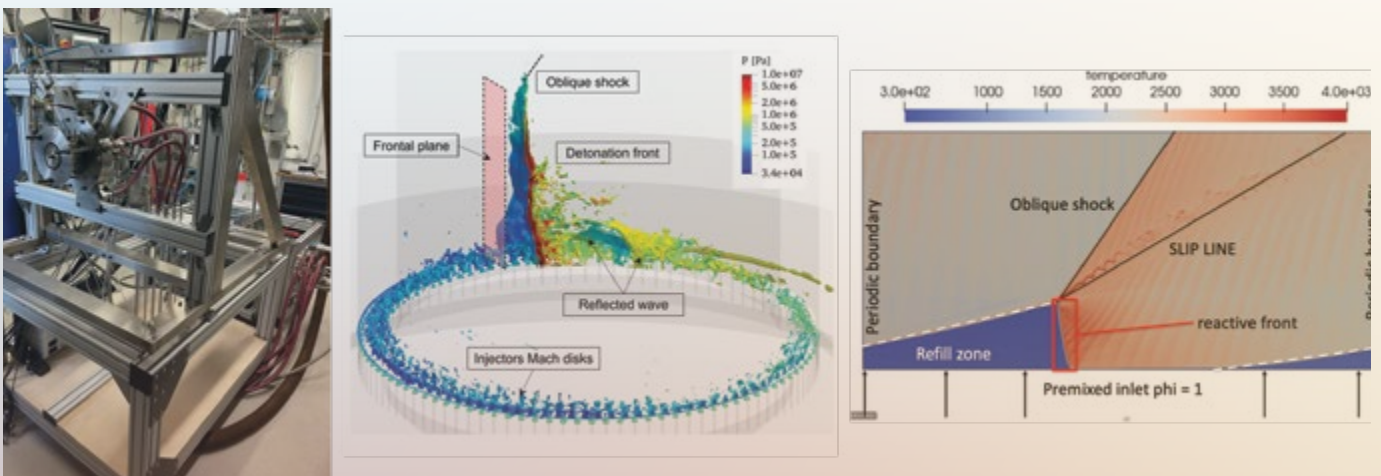 P [Pa]
1.0e+07
5.0e+6
2.0e+6
1.0e+6
5.0e+5
2.0e+5
1.0e+5
3.4e+04
Oblique shock
Frontal plane
Detonation front
Reflected wave
Injectors Mach disks
temperature
3.0e+02 1000 1500 2000 2500 3000 3500 4.0e+03
Periodic boundary
Oblique shock
SLIP LINE
reactive front
Refill zone
Premixed inlet phi = 1